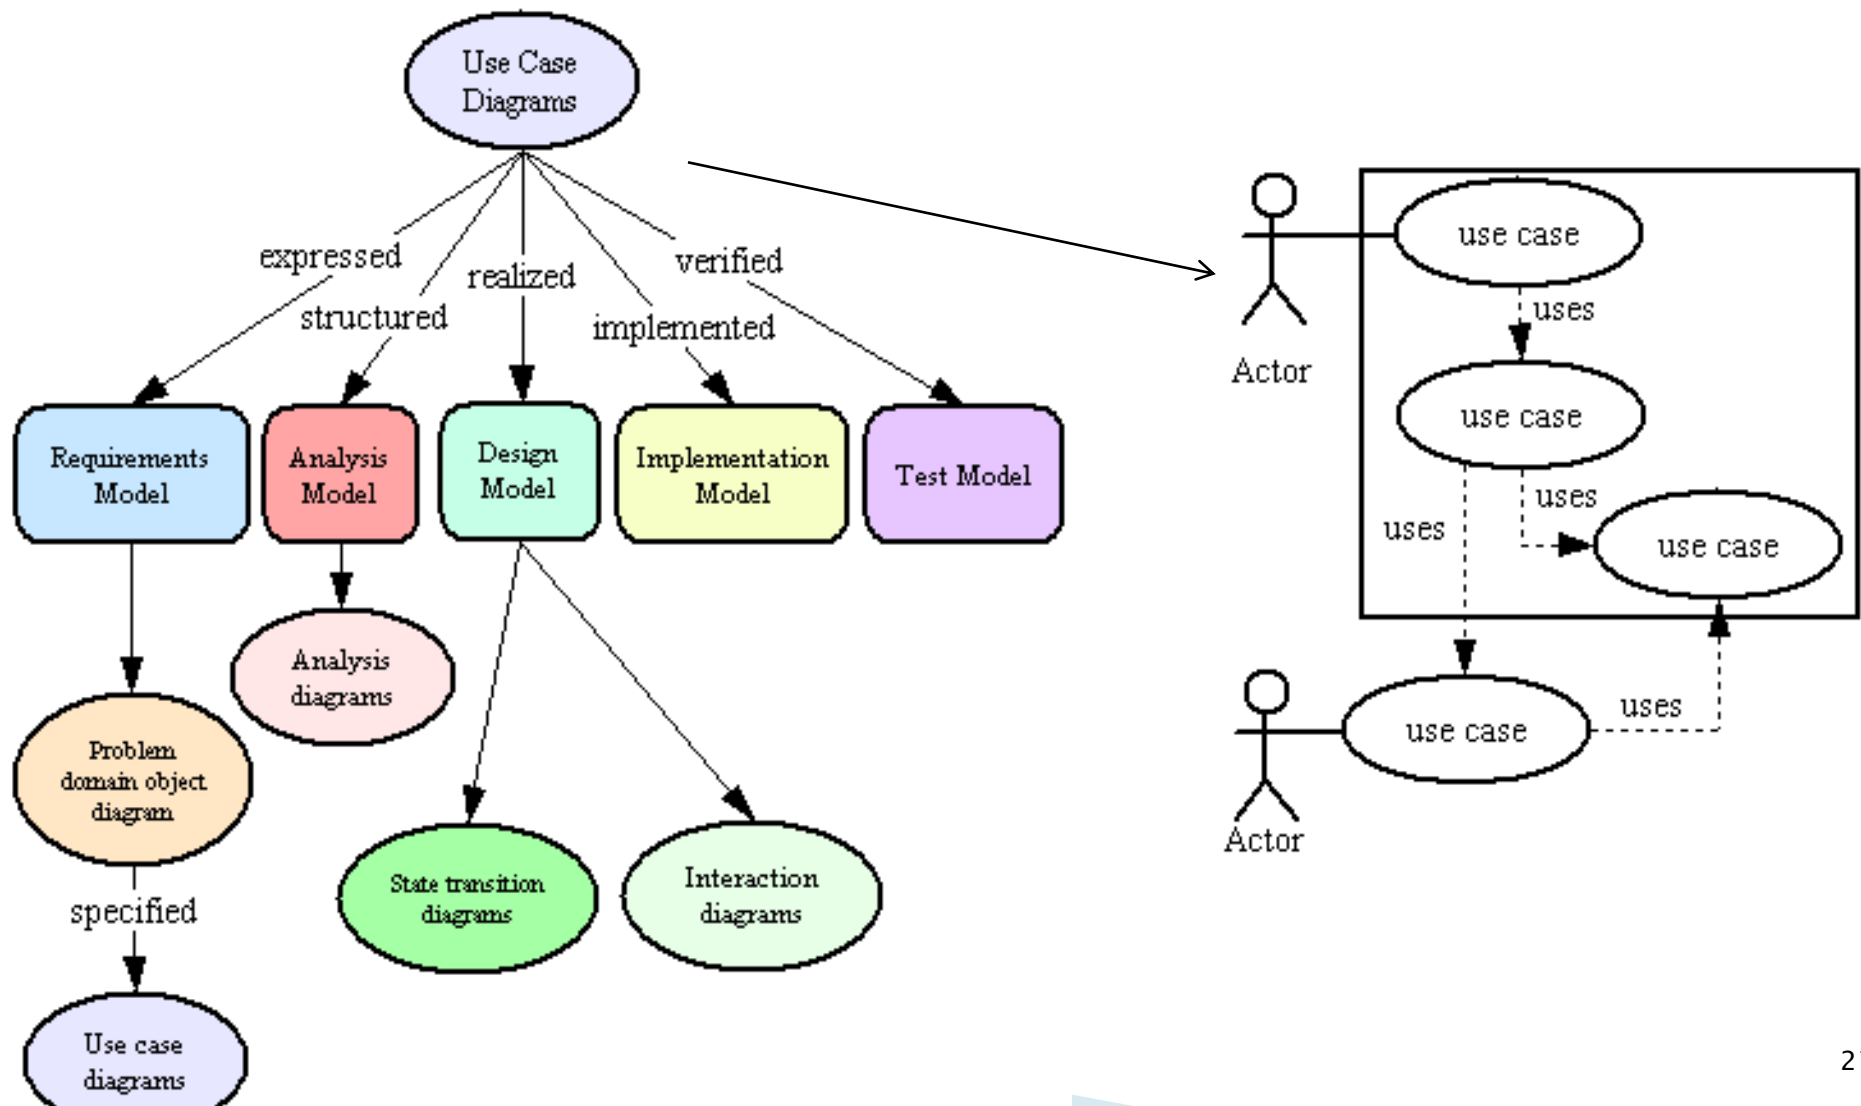 Use Case
Diagrams
expressed
structured
realized
implemented
verified
Requirements
Model
Analysis
Model
Design
Model
Implementation
Model
Test Model
Analysis
diagrams
Problem
domain object
diagram
specified
Use case
diagrams
State transition
diagrams
Interaction
diagrams
Actor
use case
uses
use case
uses
uses
use case
use case
uses
Actor
2